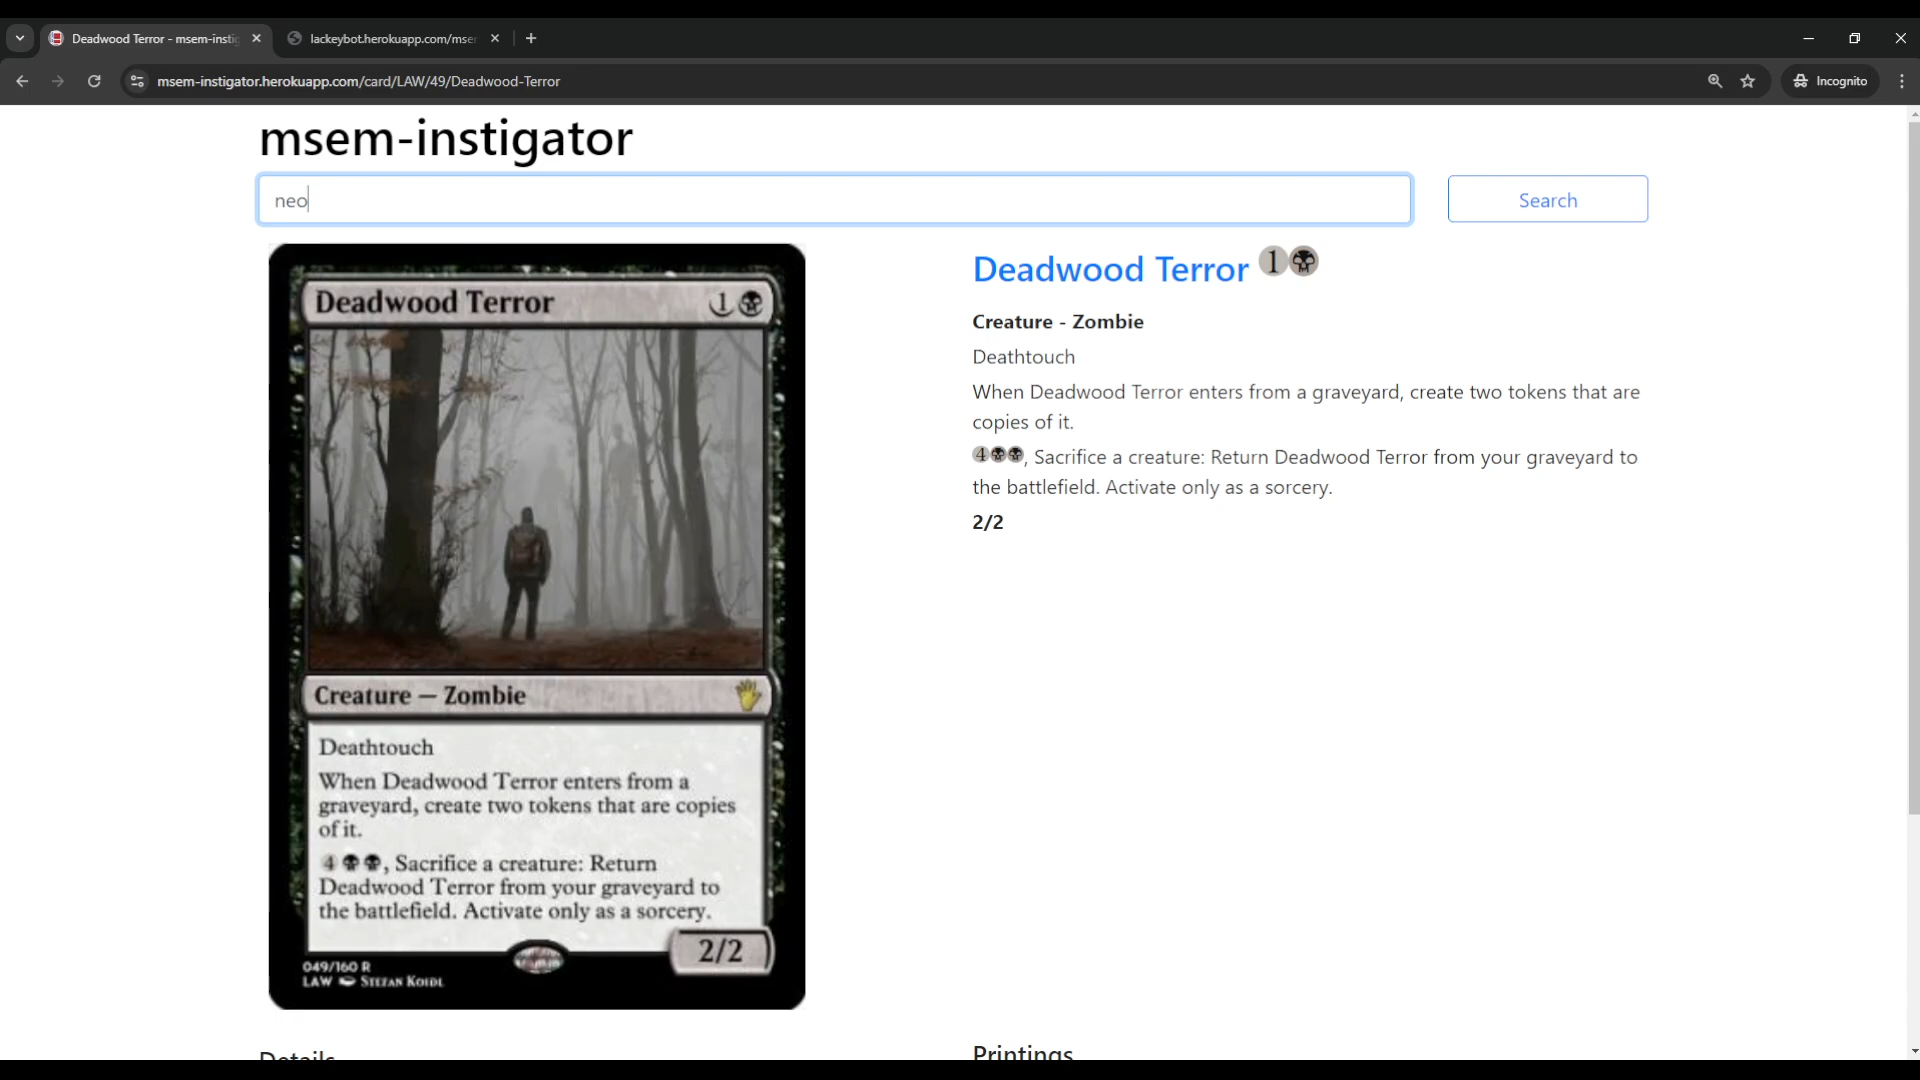 Deadwood Terror - msem-instig
lackeybot.herokuapp.com/mse
msem-instigator.herokuapp.com/card/LAW/49/Deadwood-Terror
Incognito
msem-instigator
neo
Search
Deadwood Terror 1
Creature — Zombie
Deathtouch
When Deadwood Terror enters from a
graveyard, create two tokens that are copies
of it.
4, Sacrifice a creature: Return
Deadwood Terror from your graveyard to
the battlefield. Activate only as a sorcery.
2/2
049/160 R
LAW Stefan Koidl
Deadwood Terror 1
Creature - Zombie
Deathtouch
When Deadwood Terror enters from a graveyard, create two tokens that are
copies of it.
4, Sacrifice a creature: Return Deadwood Terror from your graveyard to
the battlefield. Activate only as a sorcery.
2/2
Details
Printings